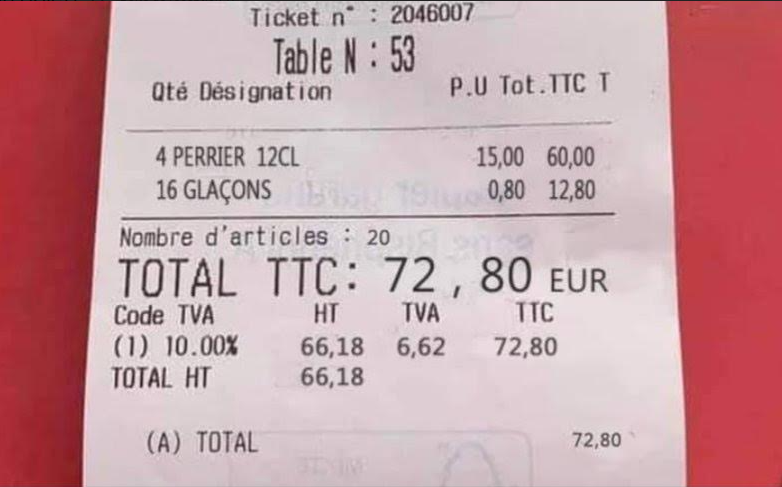 Ticket n° : 2046007
Table N : 53
Qté Désignation P.U Tot.TTC T
4 PERRIER 12CL 15,00 60,00
16 GLAÇONS 0,80 12,80
Nombre d'articles : 20
TOTAL TTC: 72,80 EUR
Code TVA HT TVA TTC
(1) 10.00% 66,18 6,62 72,80
TOTAL HT 66,18
(A) TOTAL 72,80